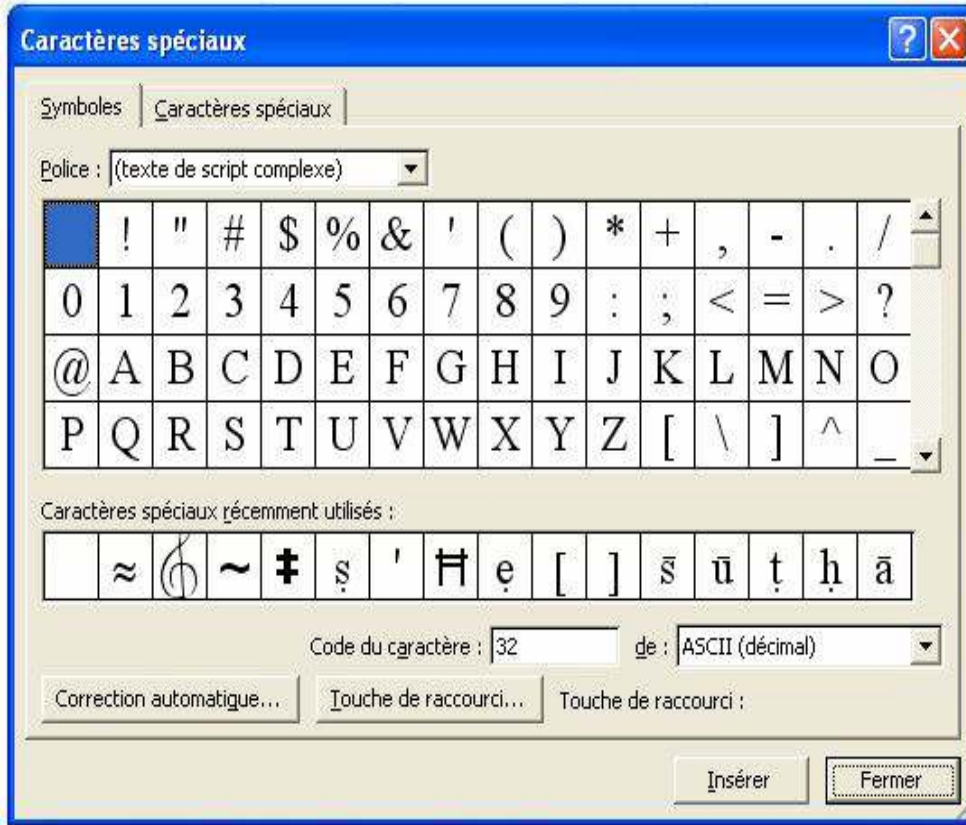 Caractères spéciaux
Symboles Caractères spéciaux
Police : (texte de script complexe)
! " # $ % & ' ( ) * + , - . /
0 1 2 3 4 5 6 7 8 9 : ; < = > ?
@ A B C D E F G H I J K L M N O
P Q R S T U V W X Y Z [ \ ] ^ _
Caractères spéciaux récemment utilisés :
≈ 𝄞 ~ ‡ ṣ ' Ħ ẹ [ ] s̄ ū ṭ ḥ ā
Code du caractère : 32 de : ASCII (décimal)
Correction automatique... Touche de raccourci... Touche de raccourci :
Insérer Fermer